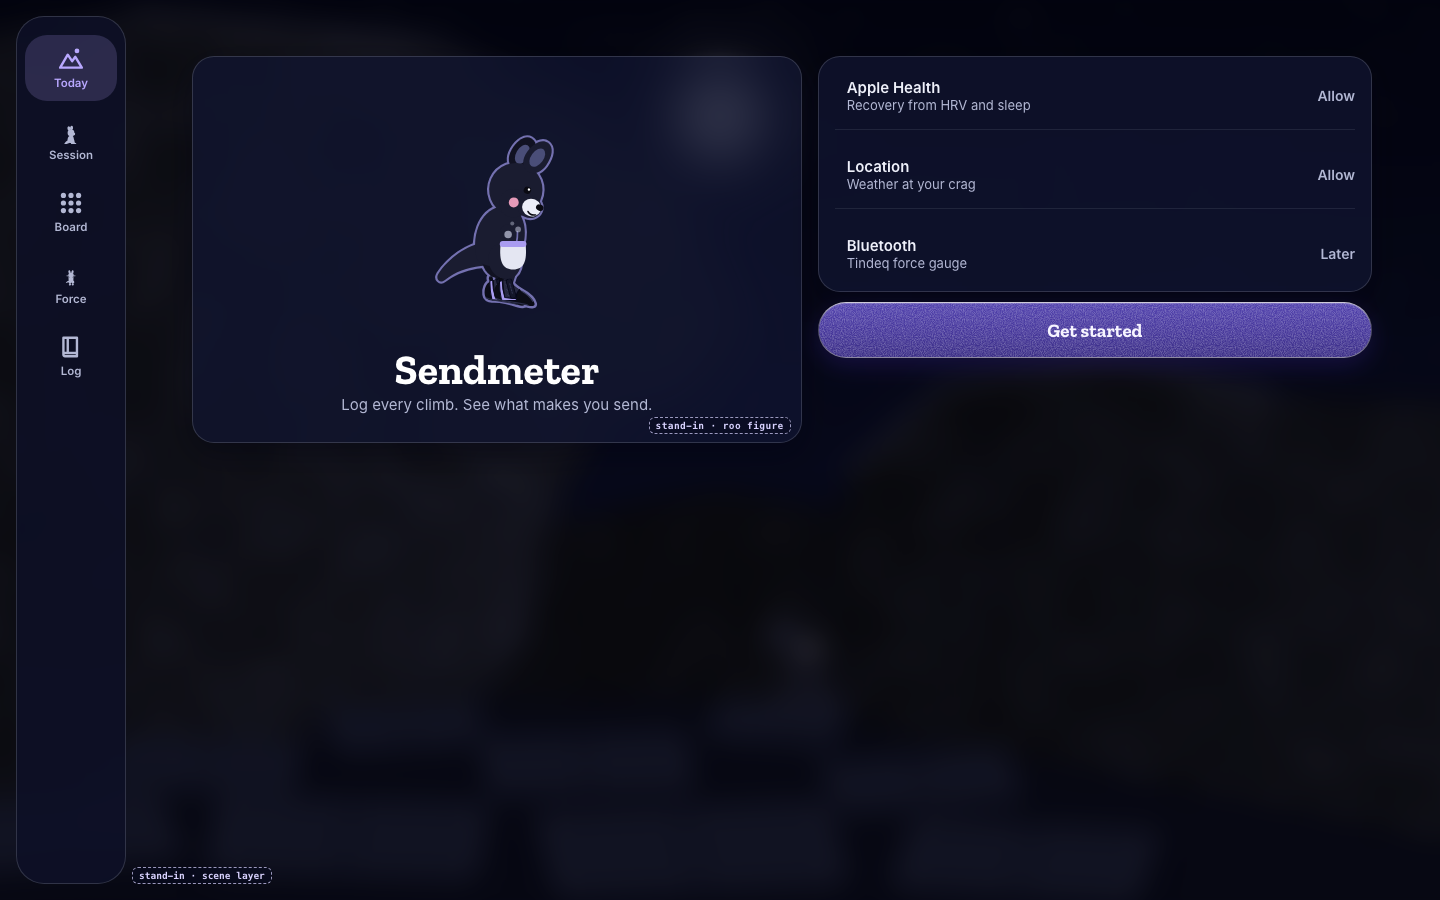 Today
Session
Board
Force
Log
Sendmeter
Log every climb. See what makes you send.
stand-in · roo figure
Apple Health
Recovery from HRV and sleep
Allow
Location
Weather at your crag
Allow
Bluetooth
Tindeq force gauge
Later
Get started
stand-in · scene layer